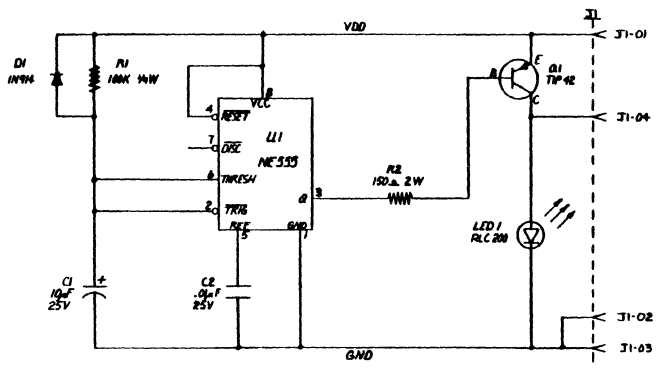 J1
VDD
J1-01
D1
1N914
R1
100K ¼W
E
B
Q1
TIP42
C
8
VCC
4
RESET
J1-04
U1
NE555
7
DISC
6
THRESH
R2
150Ω 2W
Q
3
2
TRIG
REF
GND
5
1
LED1
RLC200
C1
+
10µF
25V
C2
.01µF
25V
J1-02
GND
J1-03